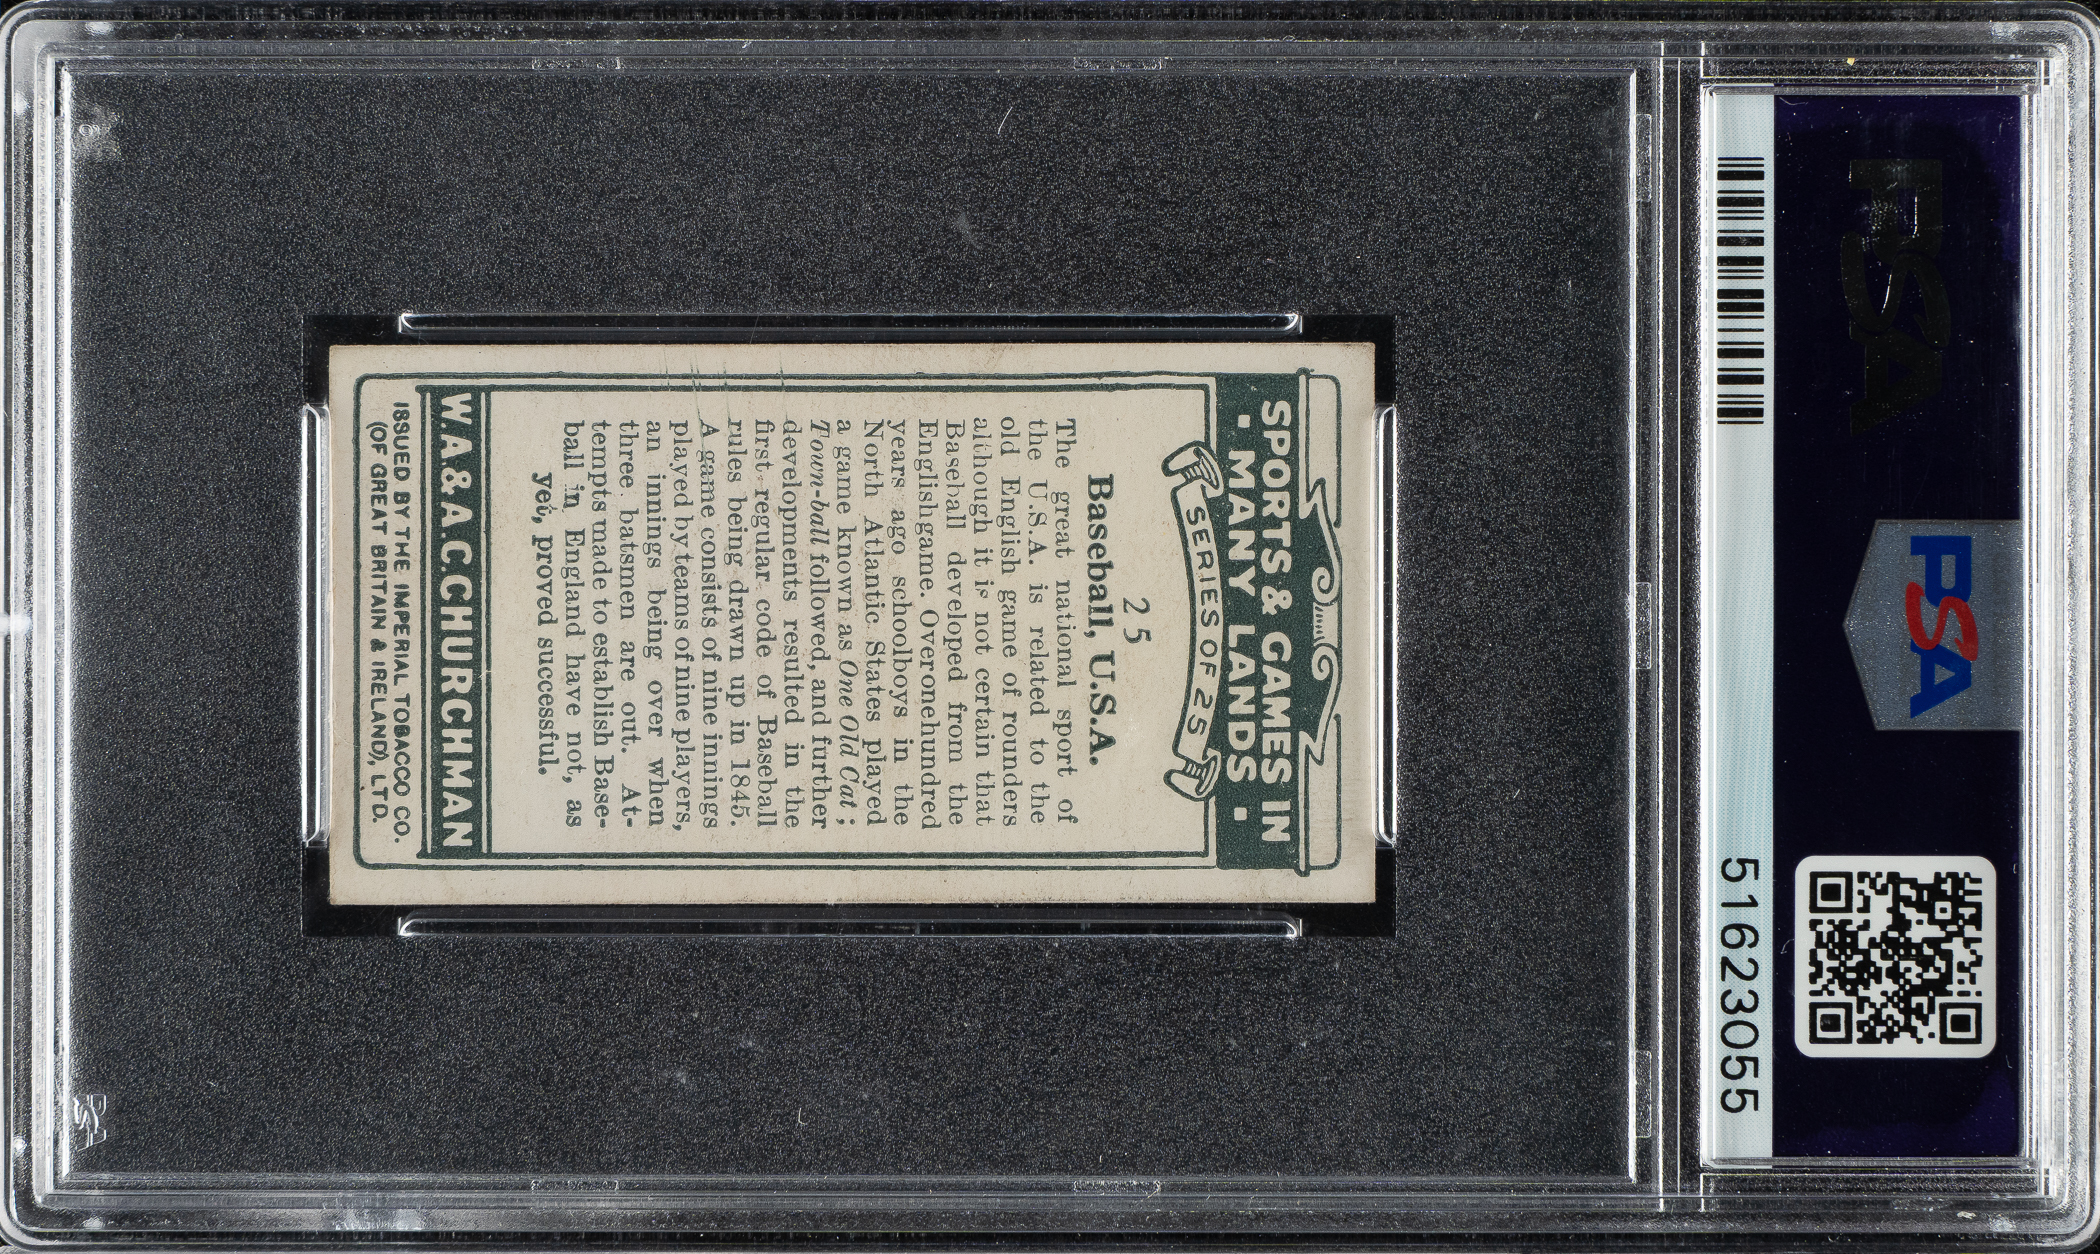 PSA
PSA
51623055
SPORTS & GAMES IN
· MANY LANDS ·
SERIES OF 25
25
Baseball, U.S.A.
The great national sport of
the U.S.A. is related to the
old English game of rounders
although it is not certain that
Baseball developed from the
English game. Over one hundred
years ago schoolboys in the
North Atlantic States played
a game known as One Old Cat;
Town-ball followed, and further
developments resulted in the
first regular code of Baseball
rules being drawn up in 1845.
A game consists of nine innings
played by teams of nine players,
an innings being over when
three batsmen are out. At-
tempts made to establish Base-
ball in England have not, as
yet, proved successful.
W.A. & A.C. CHURCHMAN
ISSUED BY THE IMPERIAL TOBACCO CO.
(OF GREAT BRITAIN & IRELAND), LTD.
PSA